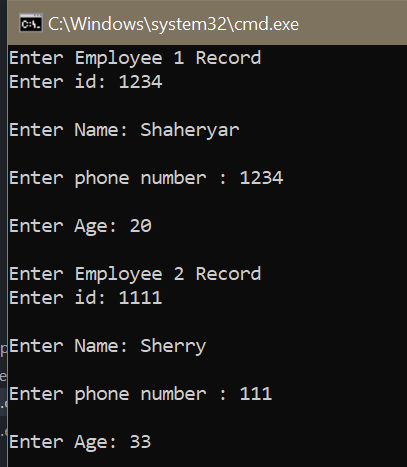 C:\Windows\system32\cmd.exe
Enter Employee 1 Record
Enter id: 1234
Enter Name: Shaheryar
Enter phone number : 1234
Enter Age: 20
Enter Employee 2 Record
Enter id: 1111
Enter Name: Sherry
Enter phone number : 111
Enter Age: 33